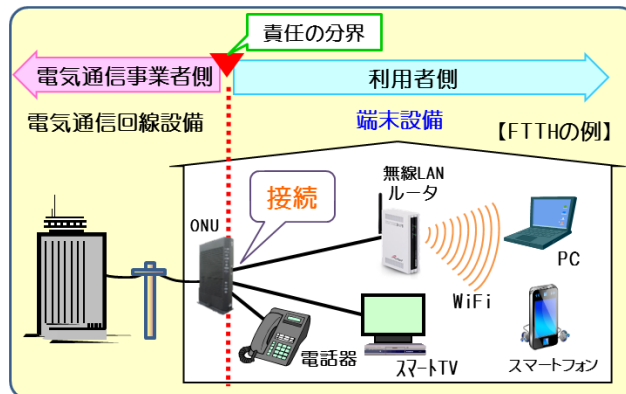 責任の分界
電気通信事業者側
利用者側
電気通信回線設備
端末設備
【FTTHの例】
無線LAN
ルータ
接続
ONU
PC
WiFi
電話器
スマートTV
スマートフォン